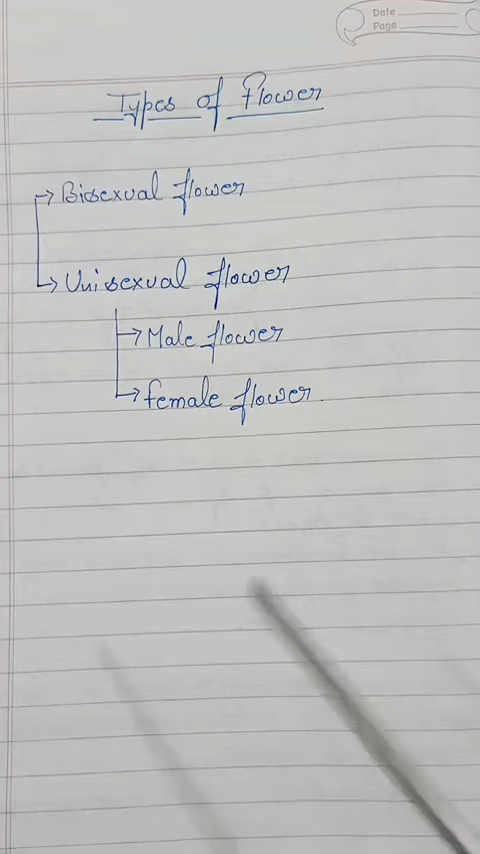 Date
Page
Types of Flower
Bisexual flower
Unisexual flower
Male flower
female flower.